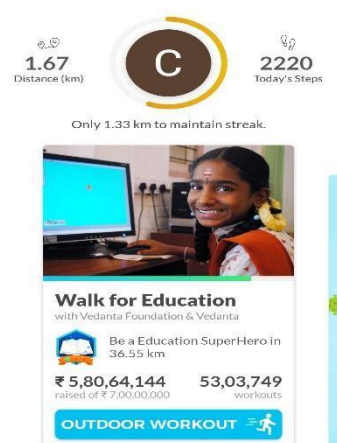 1.67
Distance (km)
C
2220
Today's Steps
Only 1.33 km to maintain streak.
Walk for Education
with Vedanta Foundation & Vedanta
Be a Education SuperHero in
36.55 km
₹ 5,80,64,144
raised of ₹ 7,00,00,000
53,03,749
workouts
OUTDOOR WORKOUT